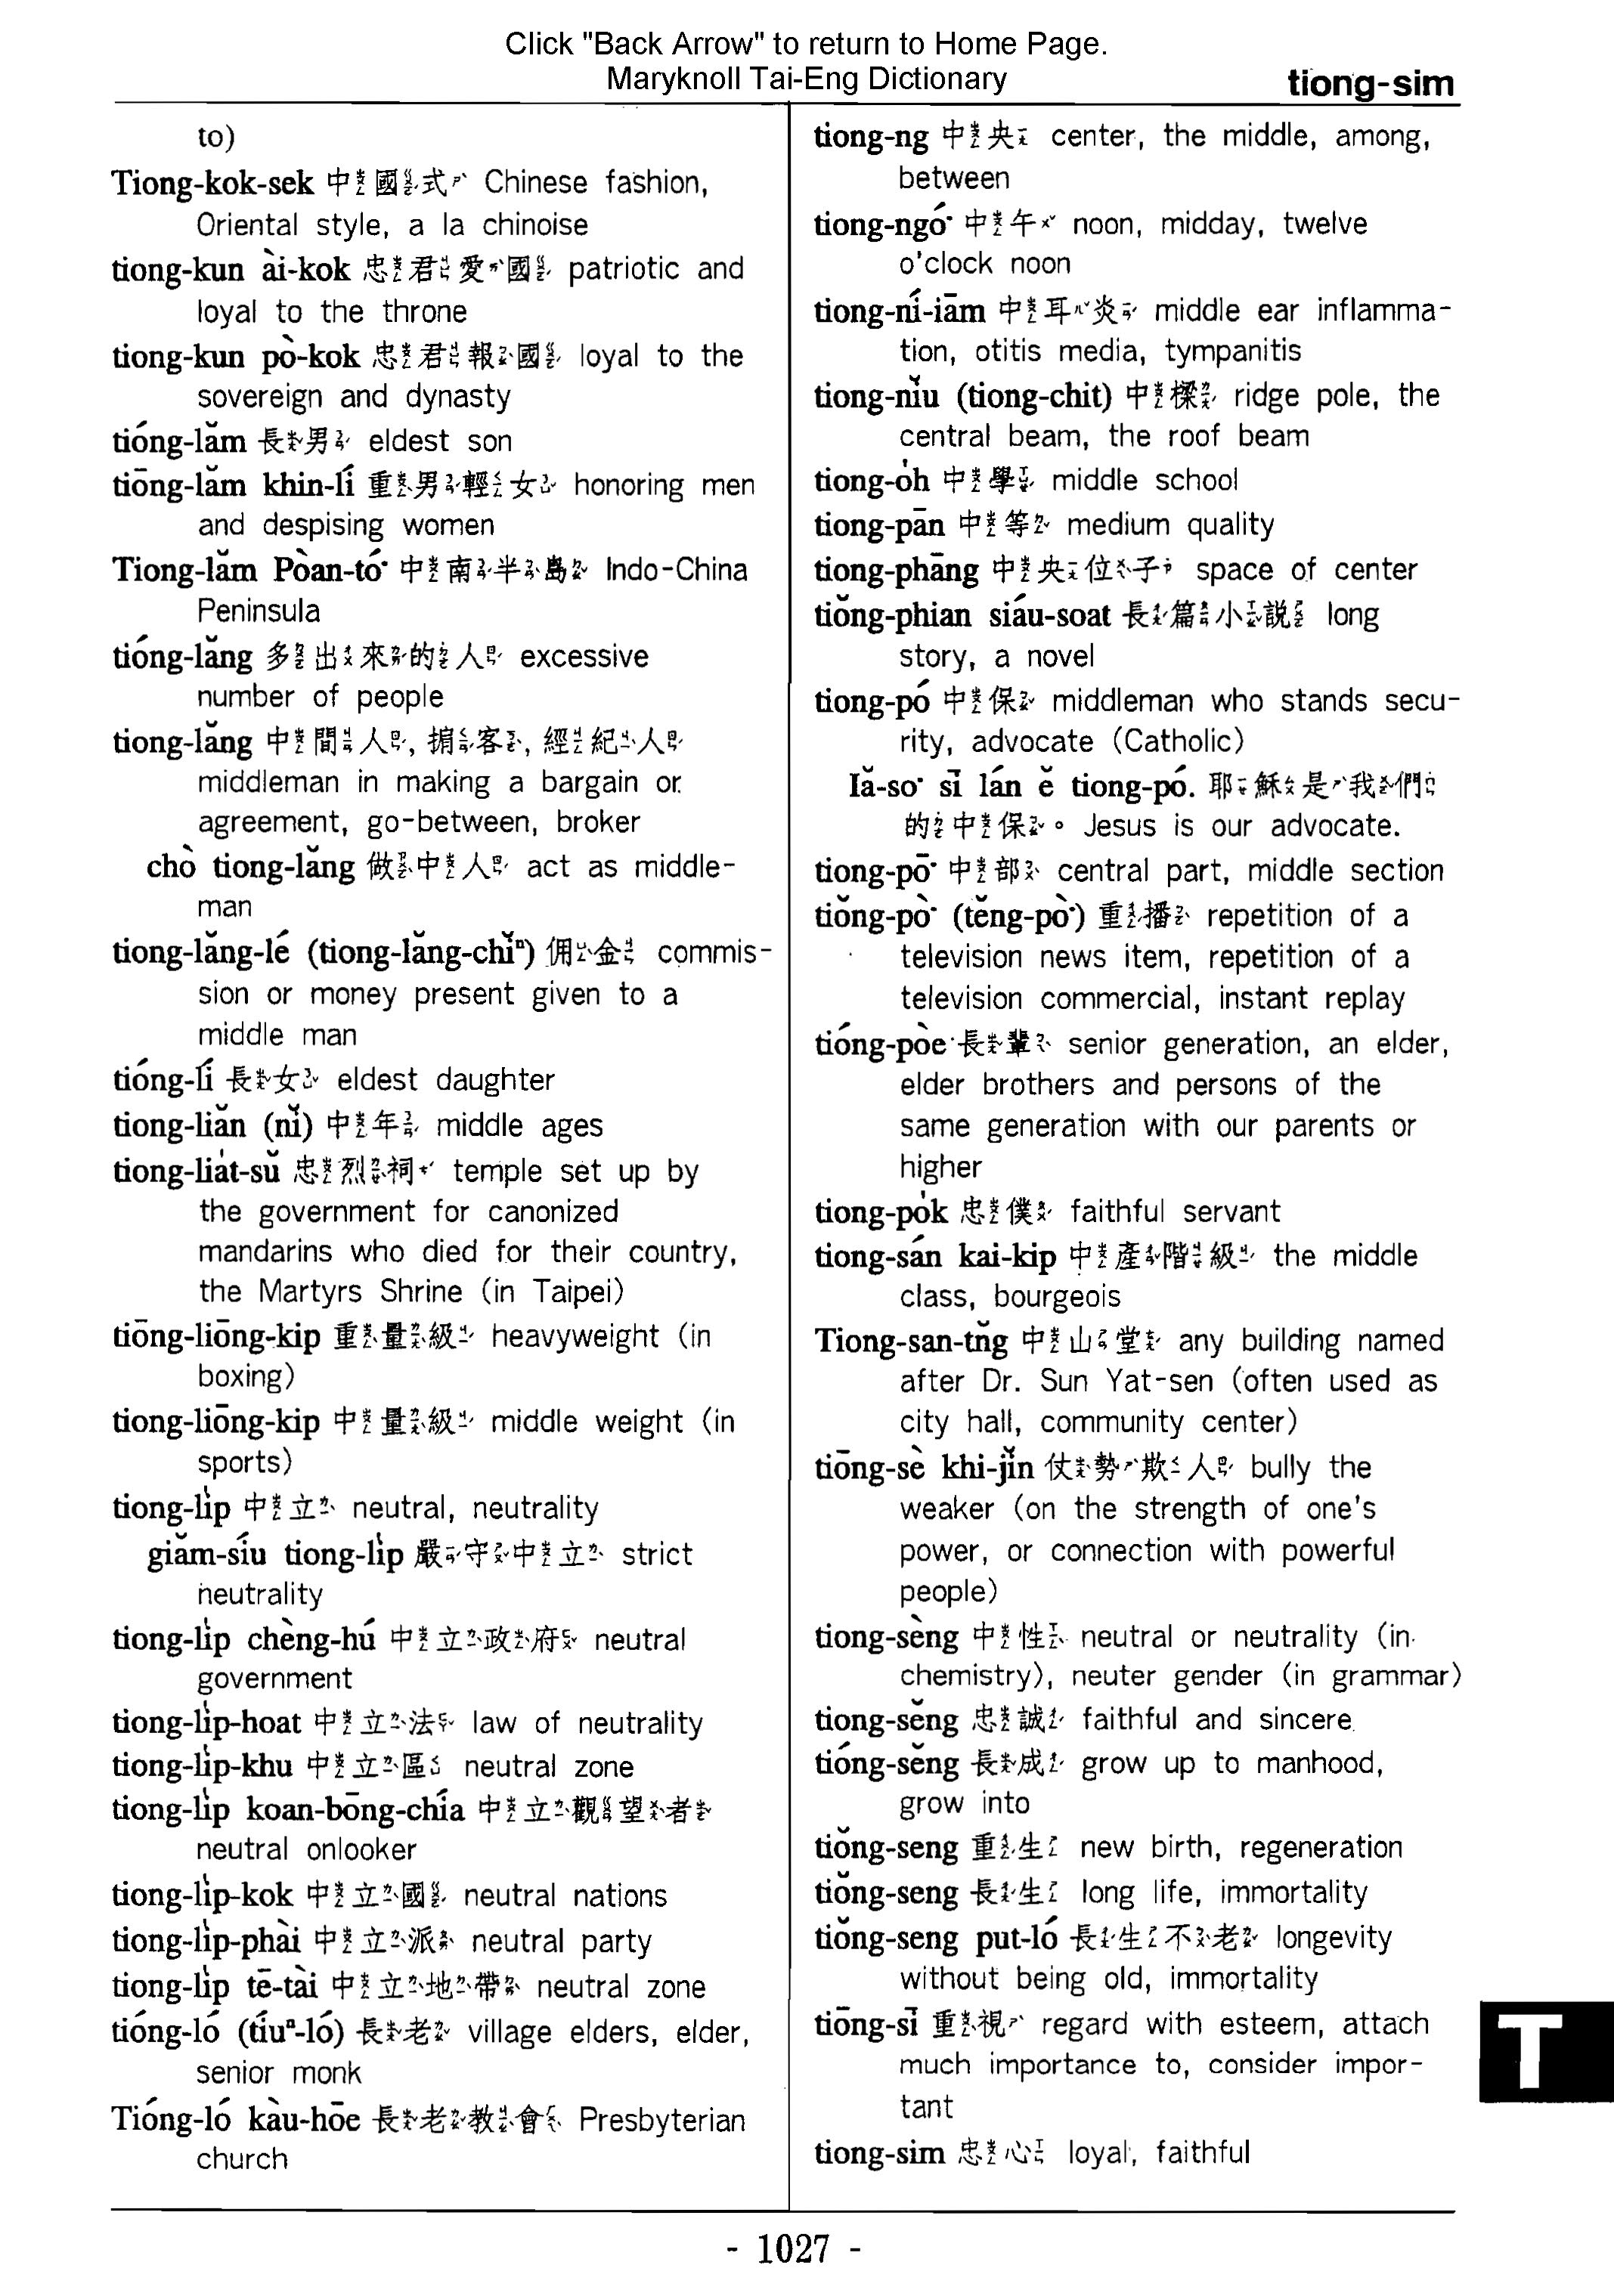 Click "Back Arrow" to return to Home Page.
Maryknoll Tai-Eng Dictionary
tiong-sim
to)
Tiong-kok-sek 中國式 Chinese fashion,
Oriental style, a la chinoise
tiong-kun ài-kok 忠君愛國 patriotic and
loyal to the throne
tiong-kun pò-kok 忠君報國 loyal to the
sovereign and dynasty
tióng-lăm 長男 eldest son
tiōng-lăm khin-lí 重男輕女 honoring men
and despising women
Tiong-lăm Pòan-tó͘ 中南半島 Indo-China
Peninsula
tióng-lăng 多出來的人 excessive
number of people
tiong-lăng 中間人, 掮客, 經紀人
middleman in making a bargain or
agreement, go-between, broker
chò tiong-lăng 做中人 act as middle-
man
tiong-lăng-lé (tiong-lăng-chĭⁿ) 佣金 commis-
sion or money present given to a
middle man
tióng-lí 長女 eldest daughter
tiong-liăn (nĭ) 中年 middle ages
tiong-lia̍t-sŭ 忠烈祠 temple set up by
the government for canonized
mandarins who died for their country,
the Martyrs Shrine (in Taipei)
tiōng-liōng-kip 重量級 heavyweight (in
boxing)
tiong-liōng-kip 中量級 middle weight (in
sports)
tiong-li̍p 中立 neutral, neutrality
giăm-síu tiong-li̍p 嚴守中立 strict
neutrality
tiong-li̍p chèng-hú 中立政府 neutral
government
tiong-li̍p-hoat 中立法 law of neutrality
tiong-li̍p-khu 中立區 neutral zone
tiong-li̍p koan-bōng-chía 中立觀望者
neutral onlooker
tiong-li̍p-kok 中立國 neutral nations
tiong-li̍p-phài 中立派 neutral party
tiong-li̍p tē-tài 中立地帶 neutral zone
tióng-ló (tíuⁿ-ló) 長老 village elders, elder,
senior monk
Tióng-ló kàu-hōe 長老教會 Presbyterian
church
tiong-ng 中央 center, the middle, among,
between
tiong-ngó͘ 中午 noon, midday, twelve
o'clock noon
tiong-ní-iām 中耳炎 middle ear inflamma-
tion, otitis media, tympanitis
tiong-nĭu (tiong-chit) 中樑 ridge pole, the
central beam, the roof beam
tiong-o̍h 中學 middle school
tiong-pān 中等 medium quality
tiong-phāng 中央位子 space of center
tiŏng-phian siáu-soat 長篇小說 long
story, a novel
tiong-pó 中保 middleman who stands secu-
rity, advocate (Catholic)
Iă-so͘ sī lán ĕ tiong-pó. 耶穌是我們
的中保。 Jesus is our advocate.
tiong-pō͘ 中部 central part, middle section
tiŏng-pò͘ (tĕng-pò͘) 重播 repetition of a
television news item, repetition of a
television commercial, instant replay
tióng-pòe 長輩 senior generation, an elder,
elder brothers and persons of the
same generation with our parents or
higher
tiong-po̍k 忠僕 faithful servant
tiong-sán kai-kip 中產階級 the middle
class, bourgeois
Tiong-san-tn̆g 中山堂 any building named
after Dr. Sun Yat-sen (often used as
city hall, community center)
tiōng-sè khi-jĭn 仗勢欺人 bully the
weaker (on the strength of one's
power, or connection with powerful
people)
tiong-sèng 中性 neutral or neutrality (in
chemistry), neuter gender (in grammar)
tiong-sĕng 忠誠 faithful and sincere
tióng-sĕng 長成 grow up to manhood,
grow into
tiŏng-seng 重生 new birth, regeneration
tiŏng-seng 長生 long life, immortality
tiŏng-seng put-ló 長生不老 longevity
without being old, immortality
tiōng-sī 重視 regard with esteem, attach
much importance to, consider impor-
tant
tiong-sim 忠心 loyal, faithful
T
- 1027 -